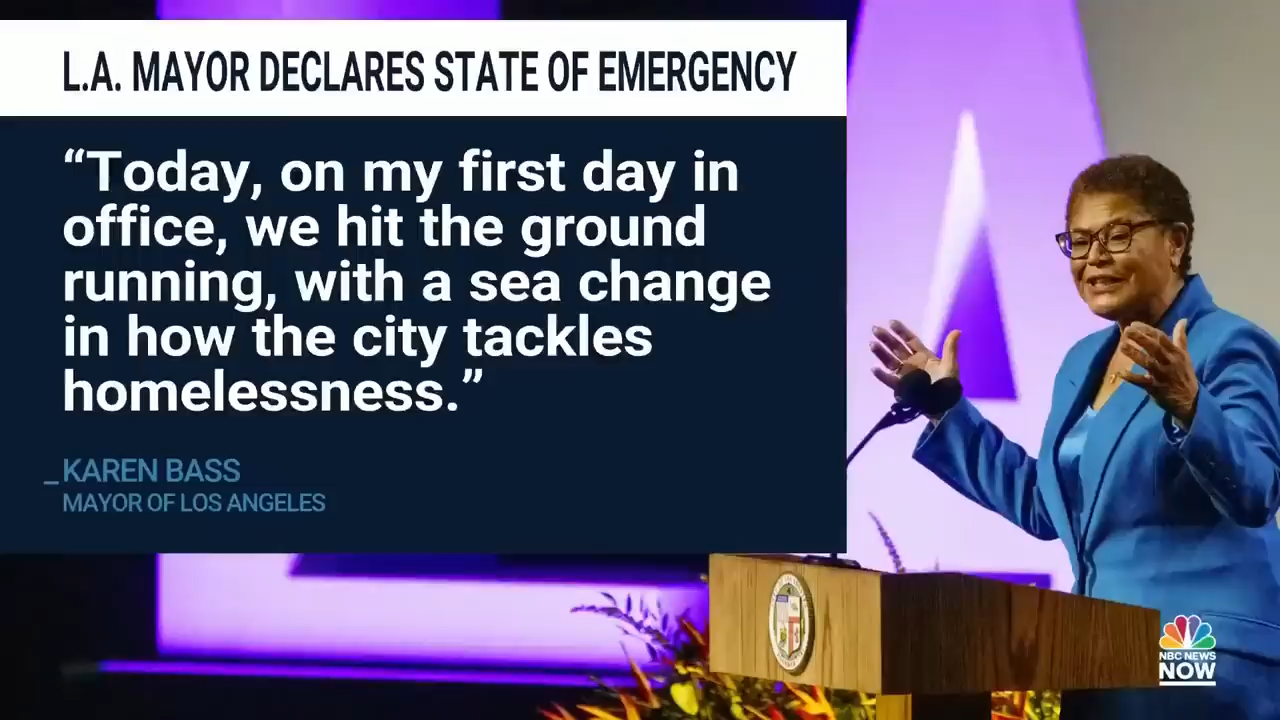 L.A. MAYOR DECLARES STATE OF EMERGENCY
“Today, on my first day in
office, we hit the ground
running, with a sea change
in how the city tackles
homelessness.”
_KAREN BASS
MAYOR OF LOS ANGELES
NBC NEWS
NOW